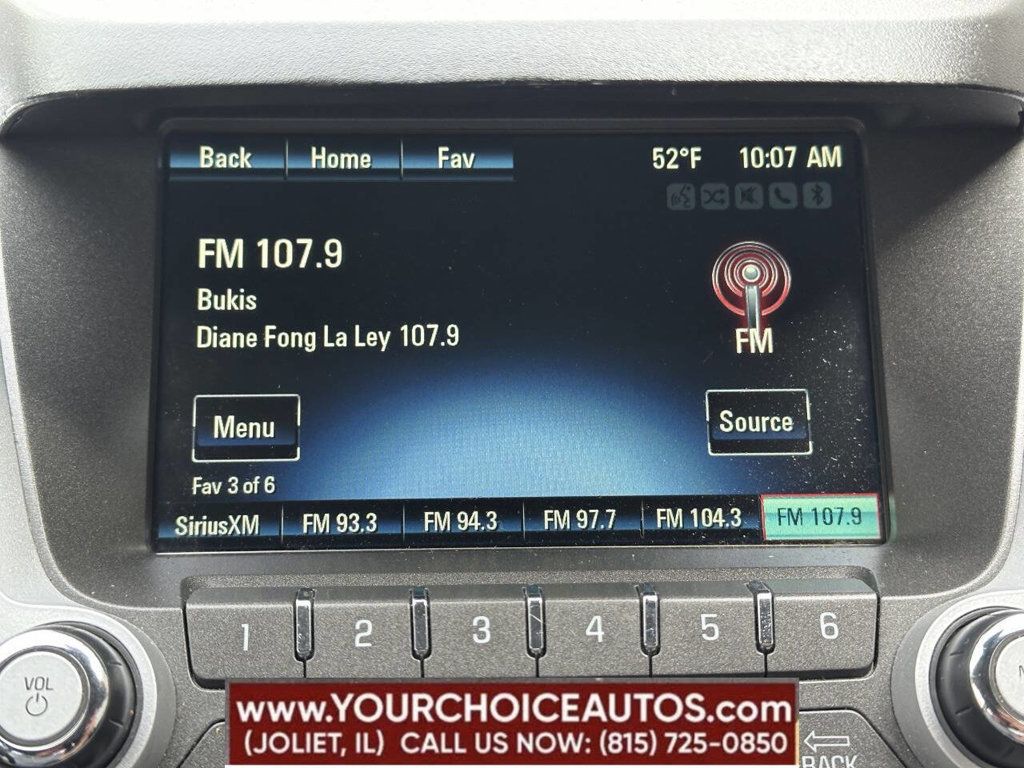 Back Home Fav 52°F 10:07 AM
FM 107.9
Bukis
Diane Fong La Ley 107.9
FM
Menu Source
Fav 3 of 6
SiriusXM FM 93.3 FM 94.3 FM 97.7 FM 104.3 FM 107.9
1 2 3 4 5 6
VOL
www.YOURCHOICEAUTOS.com
(JOLIET, IL) CALL US NOW: (815) 725-0850
BACK